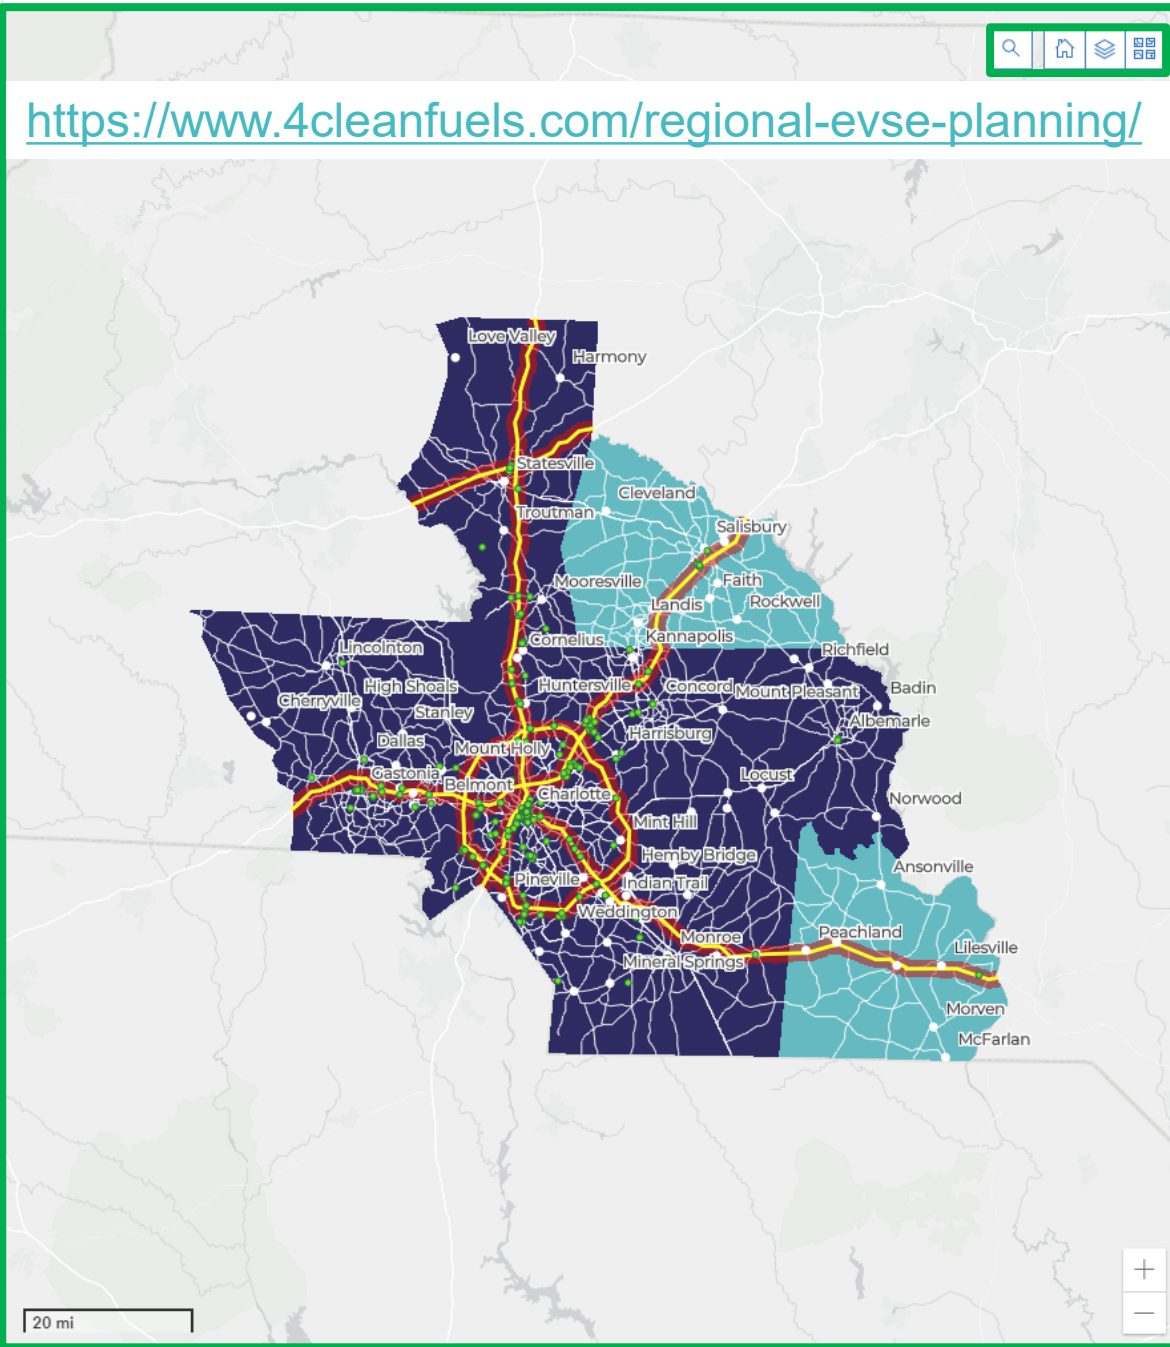 https://www.4cleanfuels.com/regional-evse-planning/
Love Valley
Harmony
Statesville
Cleveland
Troutman
Salisbury
Mooresville
Faith
Landis
Rockwell
Cornelius
Kannapolis
Lincolnton
Richfield
High Shoals
Huntersville
Concord
Mount Pleasant
Badin
Cherryville
Stanley
Albemarle
Dallas
Mount Holly
Harrisburg
Gastonia
Belmont
Locust
Charlotte
Norwood
Mint Hill
Hemby Bridge
Ansonville
Pineville
Indian Trail
Weddington
Monroe
Peachland
Lilesville
Mineral Springs
Morven
McFarlan
20 mi